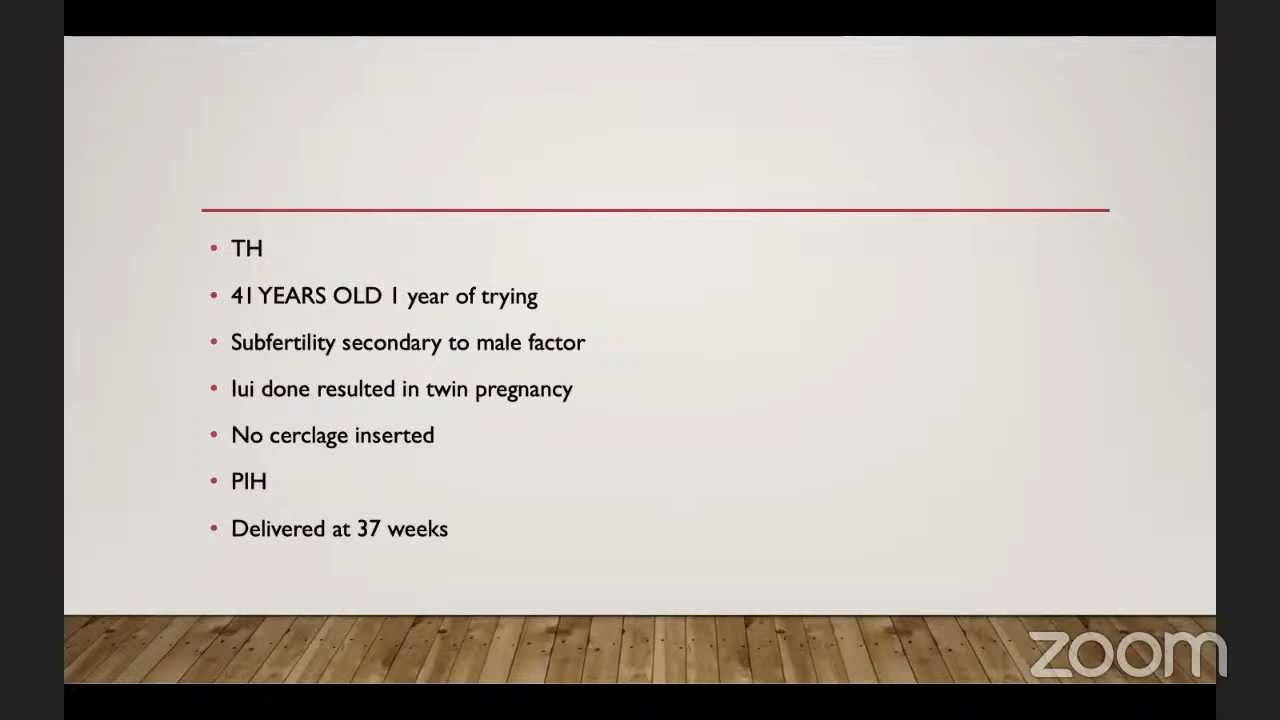 TH
41 YEARS OLD 1 year of trying
Subfertility secondary to male factor
Iui done resulted in twin pregnancy
No cerclage inserted
PIH
Delivered at 37 weeks
zoom